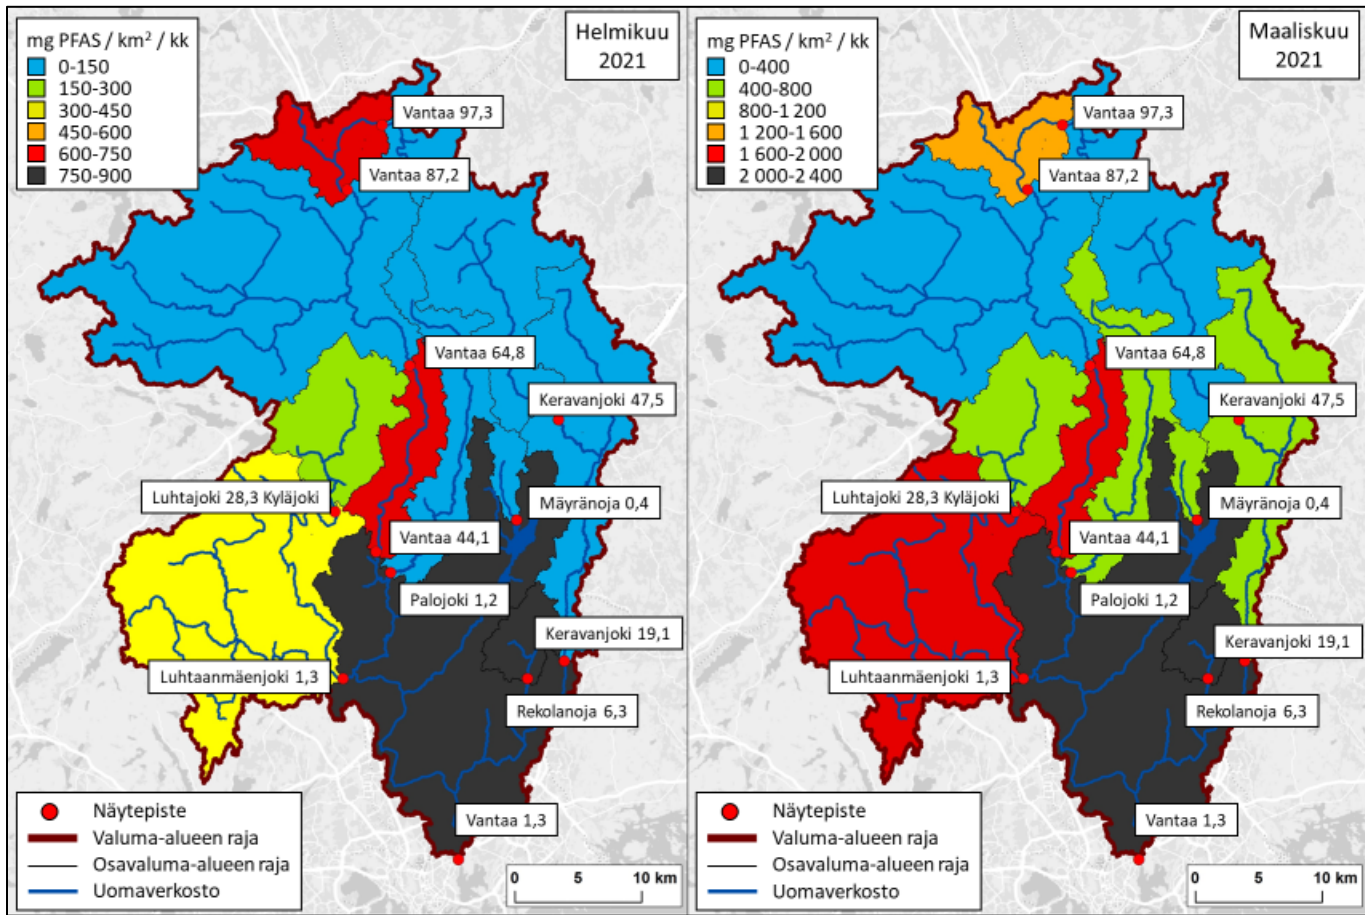 mg PFAS / km² / kk
0-150
150-300
300-450
450-600
600-750
750-900
Helmikuu
2021
Vantaa 97,3
Vantaa 87,2
Vantaa 64,8
Keravanjoki 47,5
Luhtajoki 28,3 Kyläjoki
Mäyränoja 0,4
Vantaa 44,1
Palojoki 1,2
Keravanjoki 19,1
Luhtaanmäenjoki 1,3
Rekolanoja 6,3
Vantaa 1,3
Näytepiste
Valuma-alueen raja
Osavaluma-alueen raja
Uomaverkosto
0 5 10 km
mg PFAS / km² / kk
0-400
400-800
800-1 200
1 200-1 600
1 600-2 000
2 000-2 400
Maaliskuu
2021
Vantaa 97,3
Vantaa 87,2
Vantaa 64,8
Keravanjoki 47,5
Luhtajoki 28,3 Kyläjoki
Mäyränoja 0,4
Vantaa 44,1
Palojoki 1,2
Keravanjoki 19,1
Luhtaanmäenjoki 1,3
Rekolanoja 6,3
Vantaa 1,3
Näytepiste
Valuma-alueen raja
Osavaluma-alueen raja
Uomaverkosto
0 5 10 km